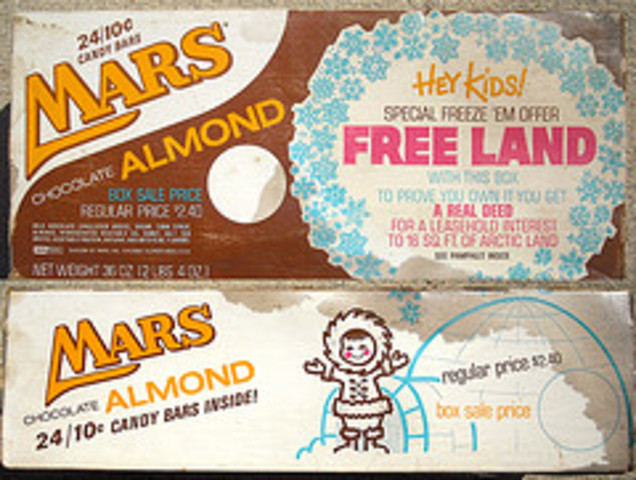 24/10¢
CANDY BARS
MARS
CHOCOLATE ALMOND
BOX SALE PRICE
REGULAR PRICE $2.40
NET WEIGHT 36 OZ. (2 LBS. 4 OZ.)
HEY KIDS!
SPECIAL FREEZE 'EM OFFER
FREE LAND
WITH THIS BOX
TO PROVE YOU OWN IT YOU GET
A REAL DEED
FOR A LEASEHOLD INTEREST
TO 16 SQ. FT. OF ARCTIC LAND
SEE PAMPHLET INSIDE
MARS
CHOCOLATE ALMOND
24/10¢ CANDY BARS INSIDE!
regular price $2.40
box sale price